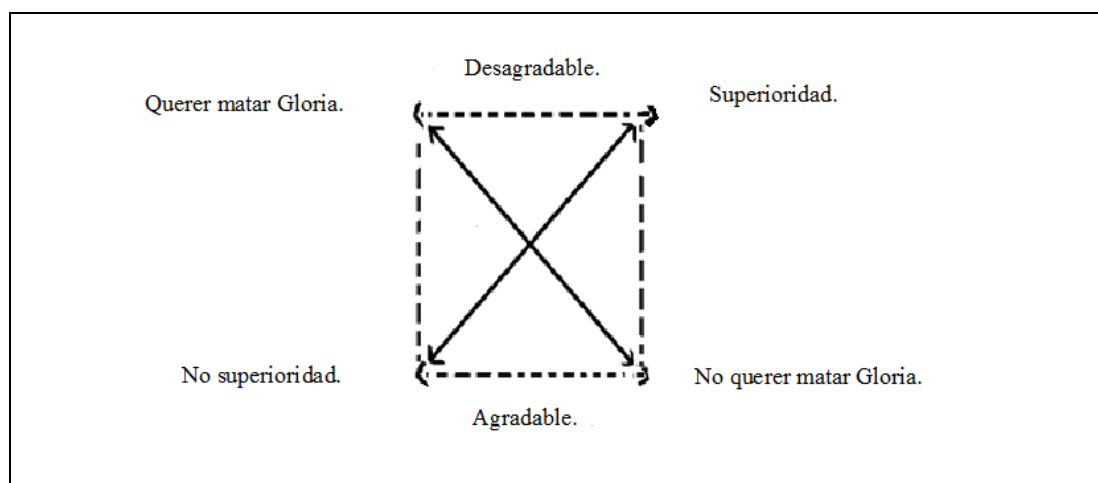 Desagradable.
Querer matar Gloria.
Superioridad.
No superioridad.
No querer matar Gloria.
Agradable.